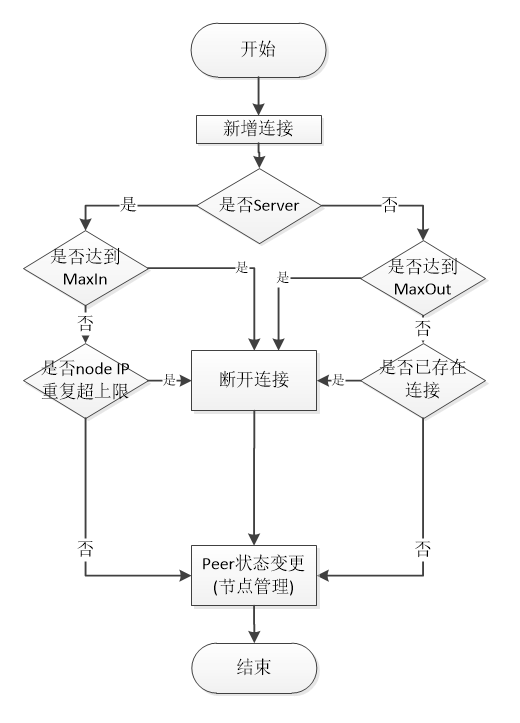 开始
新增连接
是否Server
是
否
是否达到
MaxIn
是否达到
MaxOut
是
是
否
否
是否node IP
重复超上限
是
断开连接
是
是否已存在
连接
否
否
Peer状态变更
(节点管理)
结束